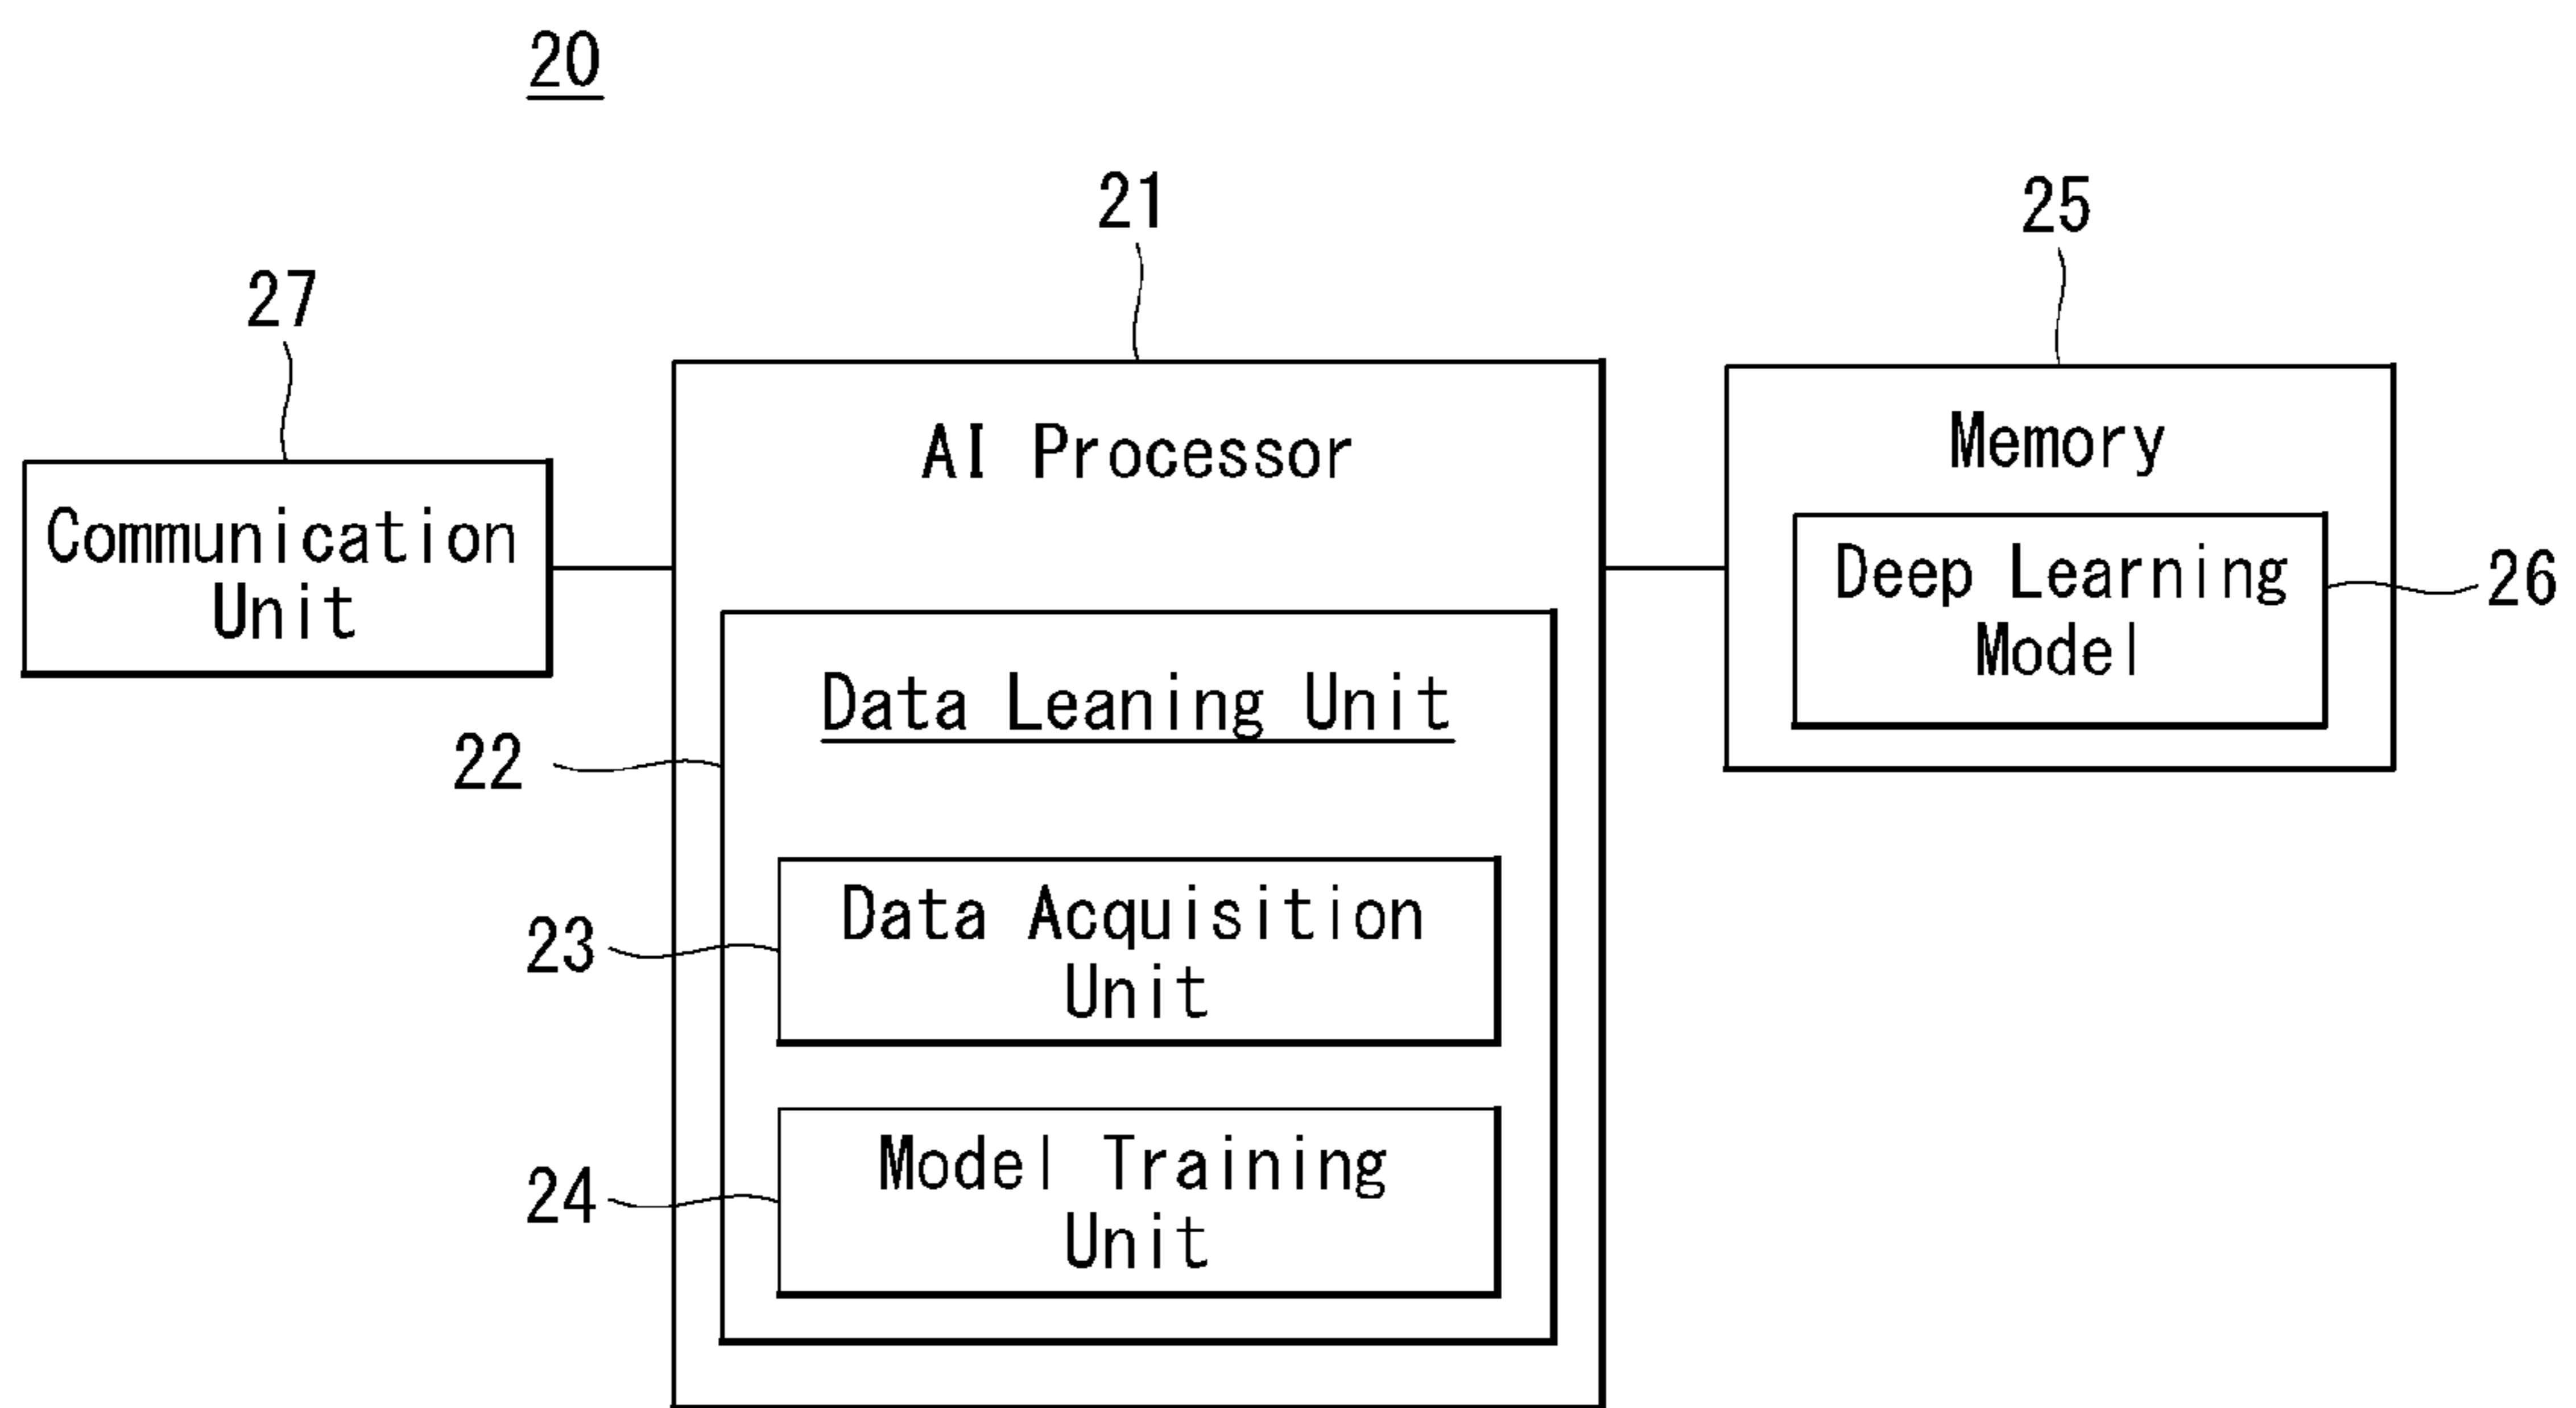 20
21
25
27
AI Processor
Memory
Communication
Unit
Deep Learning
Model
26
Data Leaning Unit
22
Data Acquisition
Unit
23
Model Training
Unit
24